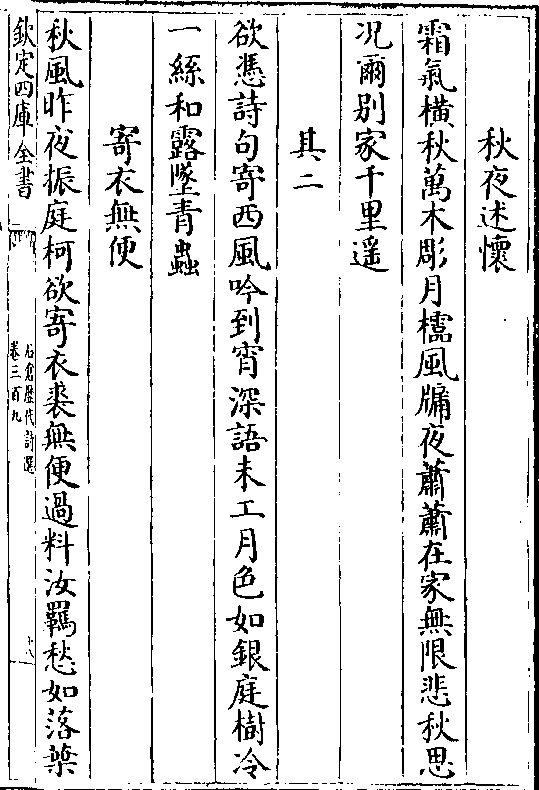 秋夜述懷
霜氣橫秋萬木彫月櫺風牖夜蕭蕭在家無限悲秋思
况爾别家千里遥
其二
欲憑詩句寄西風吟到宵深語未工月色如銀庭樹冷
一絲和露墜青蟲
寄衣無便
秋風昨夜振庭柯欲寄衣裘無便過料汝羈愁如落葉
欽定四庫全書
石倉歷代詩選
卷三百九
十八